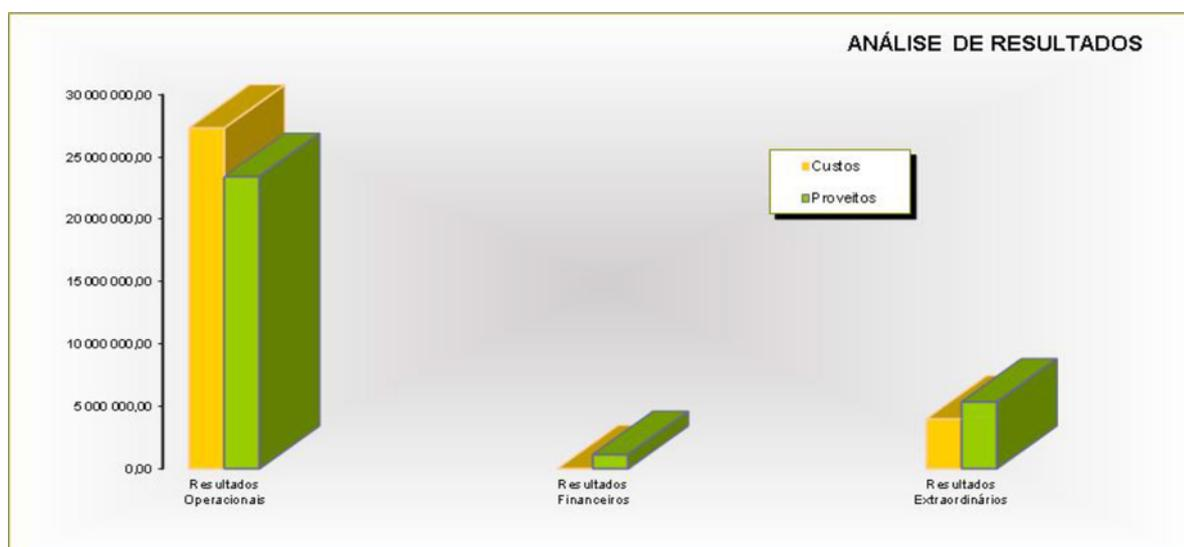 ANÁLISE DE RESULTADOS
30 000 000,00
25 000 000,00
20 000 000,00
15 000 000,00
10 000 000,00
5 000 000,00
0,00
Custos
Proveitos
Resultados
Operacionais
Resultados
Financeiros
Resultados
Extraordinários